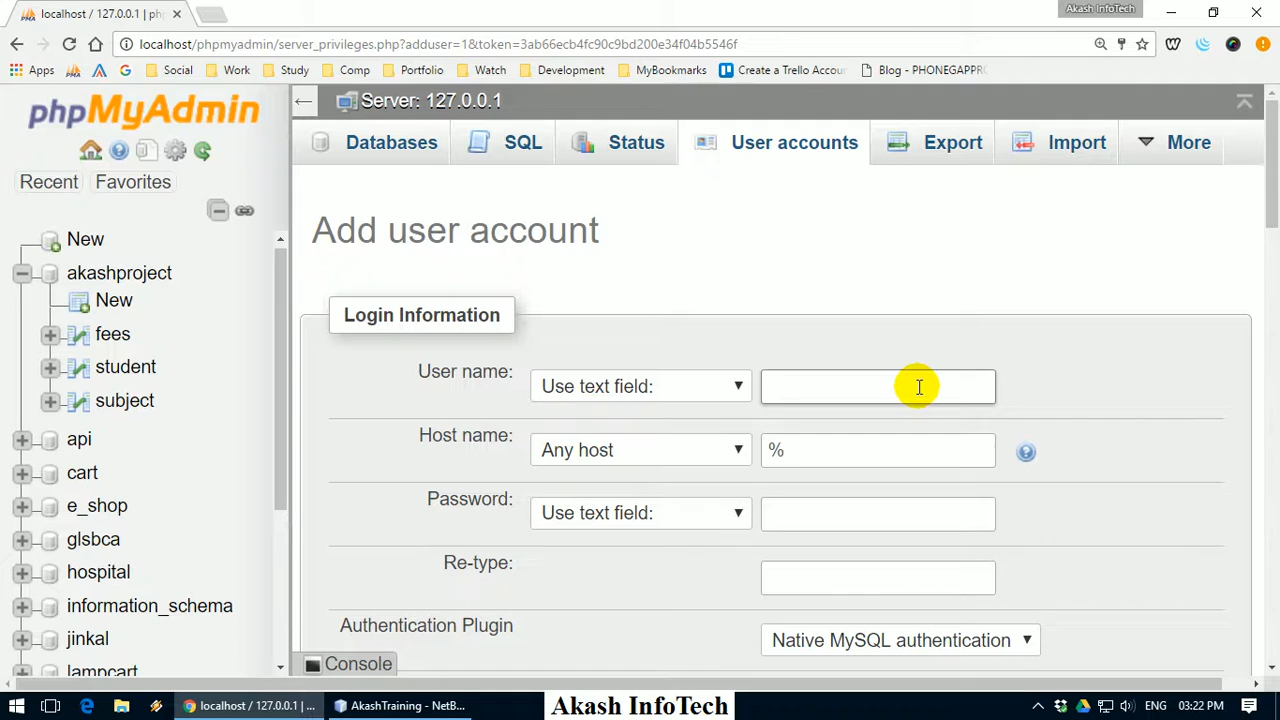 localhost / 127.0.0.1 | ph
Akash InfoTech
localhost/phpmyadmin/server_privileges.php?adduser=1&token=3ab66ecb4fc90c9bd200e34f04b5546f
Apps Social Work Study Comp Portfolio Watch Development MyBookmarks Create a Trello Accou Blog - PHONEGAPPRO
phpMyAdmin
Server: 127.0.0.1
Databases SQL Status User accounts Export Import More
Recent Favorites
Add user account
New
akashproject
New
fees
student
subject
api
cart
e_shop
glsbca
hospital
information_schema
jinkal
lampcart
Login Information
User name: Use text field:
Host name: Any host %
Password: Use text field:
Re-type:
Authentication Plugin Native MySQL authentication
Console
localhost / 127.0.0.1 | ... AkashTraining - NetB... Akash InfoTech ENG 03:22 PM